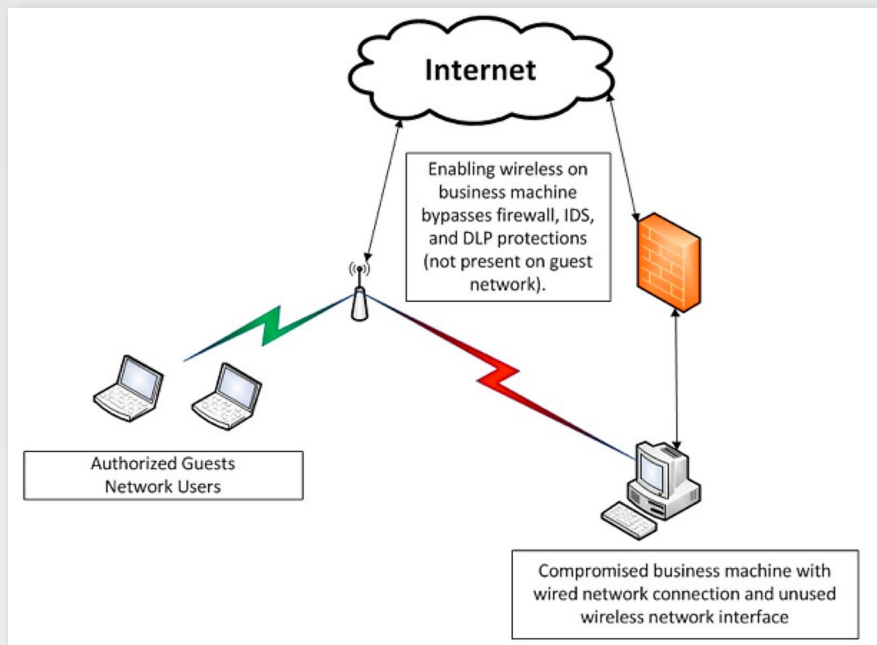 Internet
Enabling wireless on
business machine
bypasses firewall, IDS,
and DLP protections
(not present on guest
network).
Authorized Guests
Network Users
Compromised business machine with
wired network connection and unused
wireless network interface